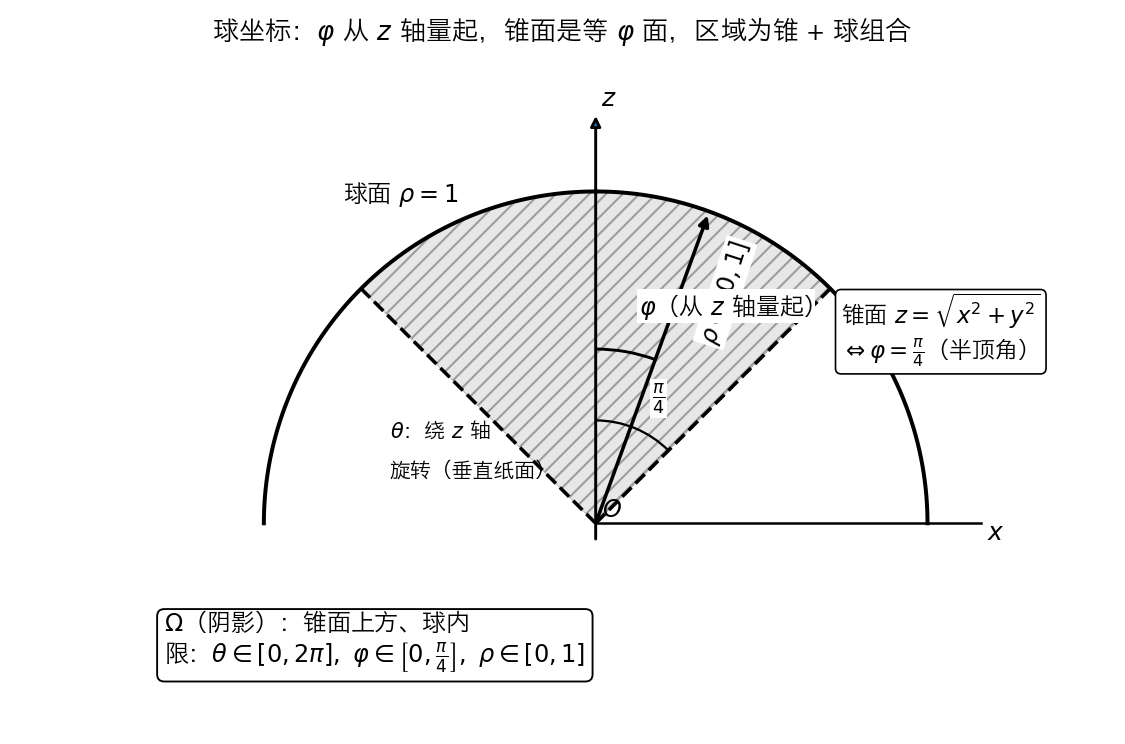 球坐标：φ 从 z 轴量起，锥面是等 φ 面，区域为锥 + 球组合
z
球面 ρ = 1
0, 1]
φ（从 z 轴量起）
ρ
锥面 z = √(x² + y²)
⇔ φ = π/4（半顶角）
π/4
θ：绕 z 轴
旋转（垂直纸面）
O
x
Ω（阴影）：锥面上方、球内
限：θ ∈ [0, 2π]，φ ∈ [0, π/4]，ρ ∈ [0, 1]